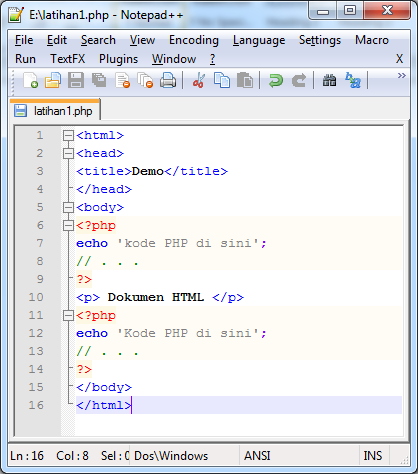 E:\latihan1.php - Notepad++
File Edit Search View Encoding Language Settings Macro
Run TextFX Plugins Window ? X
latihan1.php
1 <html>
2 <head>
3 <title>Demo</title>
4 </head>
5 <body>
6 <?php
7 echo 'kode PHP di sini';
8 // . . .
9 ?>
10 <p> Dokumen HTML </p>
11 <?php
12 echo 'Kode PHP di sini';
13 // . . .
14 ?>
15 </body>
16 </html>
Ln : 16 Col : 8 Sel : 0 Dos\Windows ANSI INS